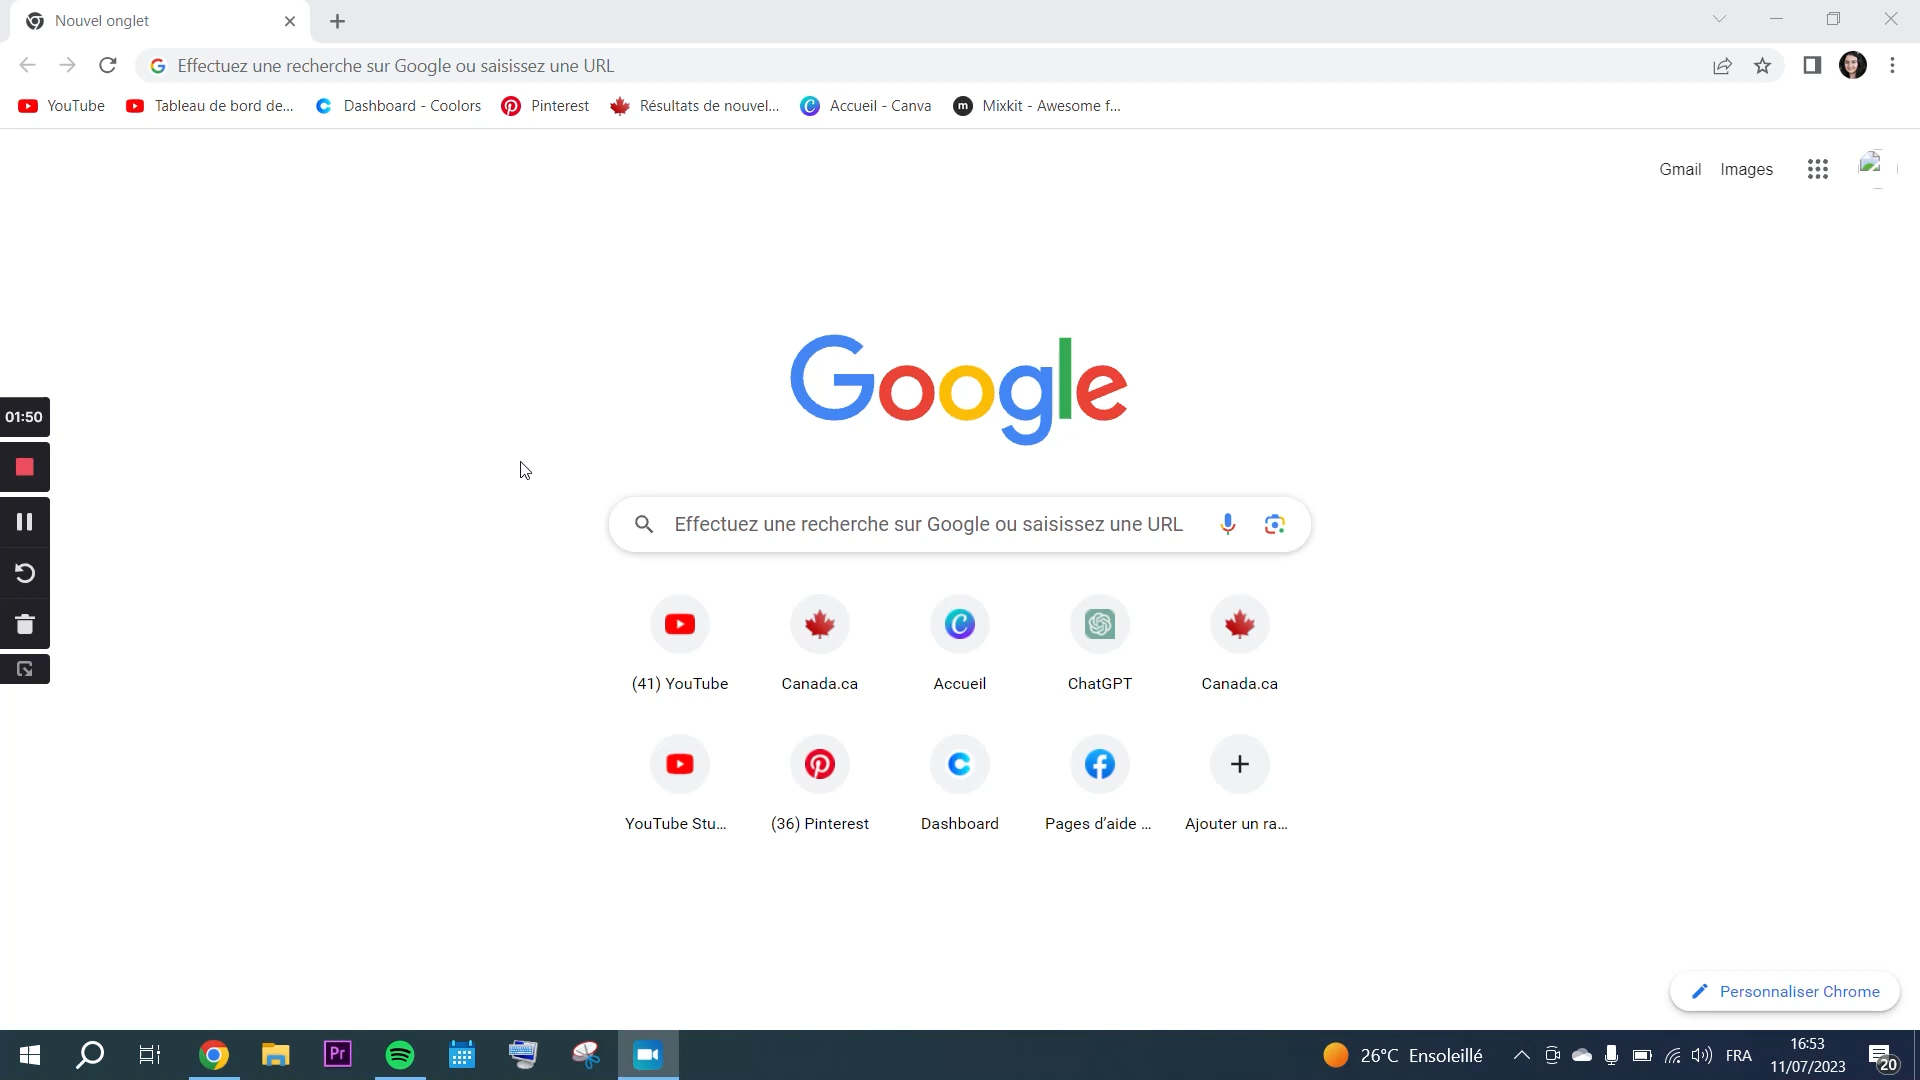 Nouvel onglet
Effectuez une recherche sur Google ou saisissez une URL
YouTube
Tableau de bord de...
Dashboard - Coolors
Pinterest
Résultats de nouvel...
Accueil - Canva
m
Mixkit - Awesome f...
Gmail
Images
Google
01:50
Effectuez une recherche sur Google ou saisissez une URL
(41) YouTube
Canada.ca
Accueil
ChatGPT
Canada.ca
YouTube Stu...
(36) Pinterest
Dashboard
Pages d'aide ...
Ajouter un ra...
Personnaliser Chrome
Pr
26°C Ensoleillé
FRA
16:53
11/07/2023
20